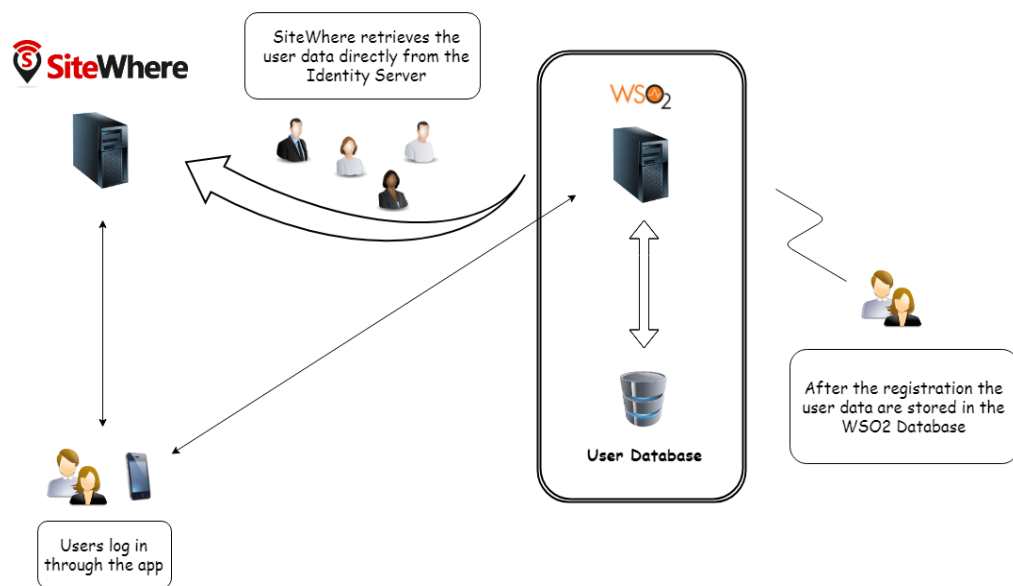 SiteWhere retrieves the
user data directly from the
Identity Server
S
SiteWhere
WSO2
User Database
After the registration the
user data are stored in the
WSO2 Database
Users log in
through the app